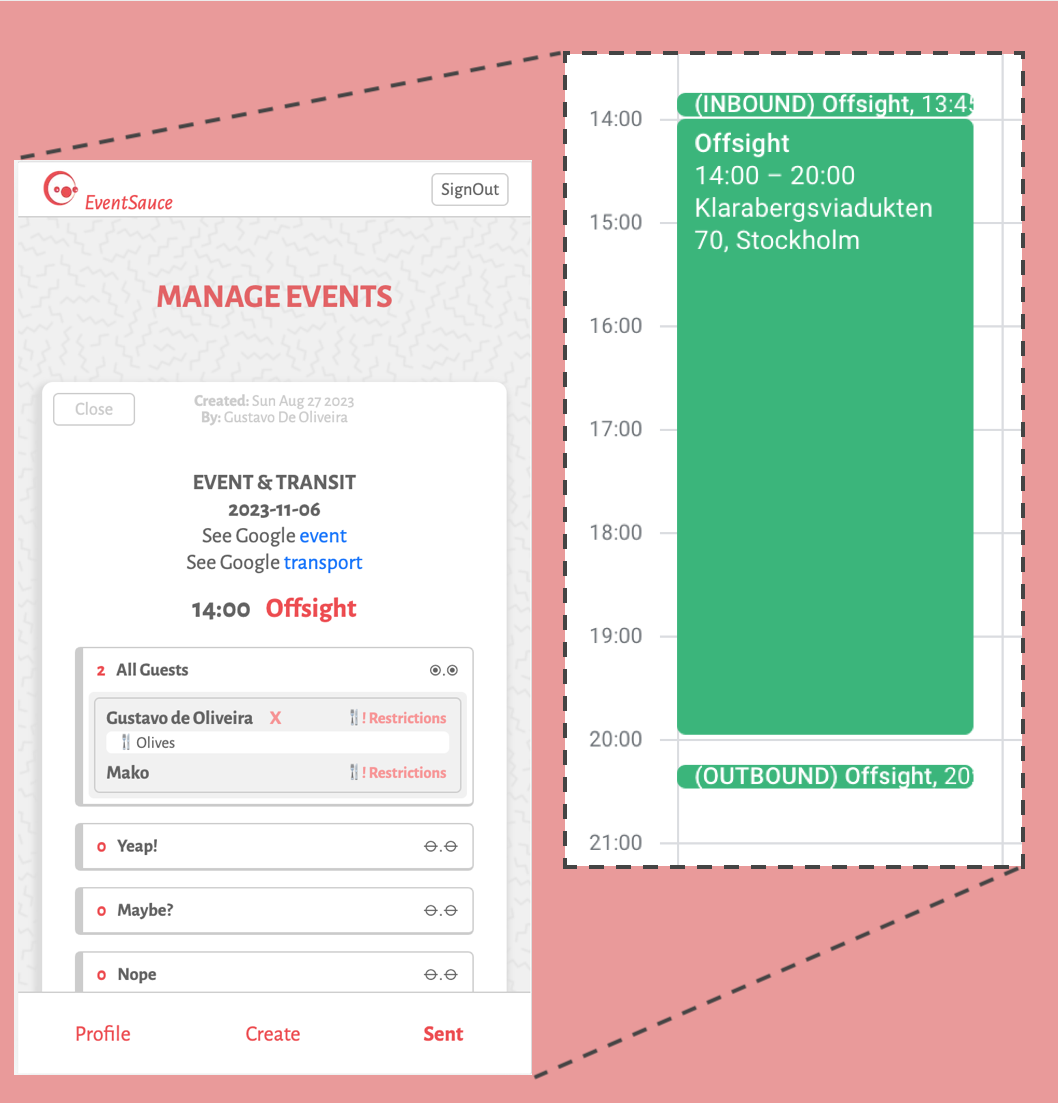 EventSauce
SignOut
MANAGE EVENTS
Close
Created: Sun Aug 27 2023
By: Gustavo De Oliveira
EVENT & TRANSIT
2023-11-06
See Google event
See Google transport
14:00 Offsight
2 All Guests
Gustavo de Oliveira X ! Restrictions
Olives
Mako ! Restrictions
0 Yeap!
0 Maybe?
0 Nope
Profile Create Sent
(INBOUND) Offsight, 13:45
14:00
Offsight
14:00 – 20:00
Klarabergsviadukten
70, Stockholm
15:00
16:00
17:00
18:00
19:00
20:00
(OUTBOUND) Offsight, 20
21:00